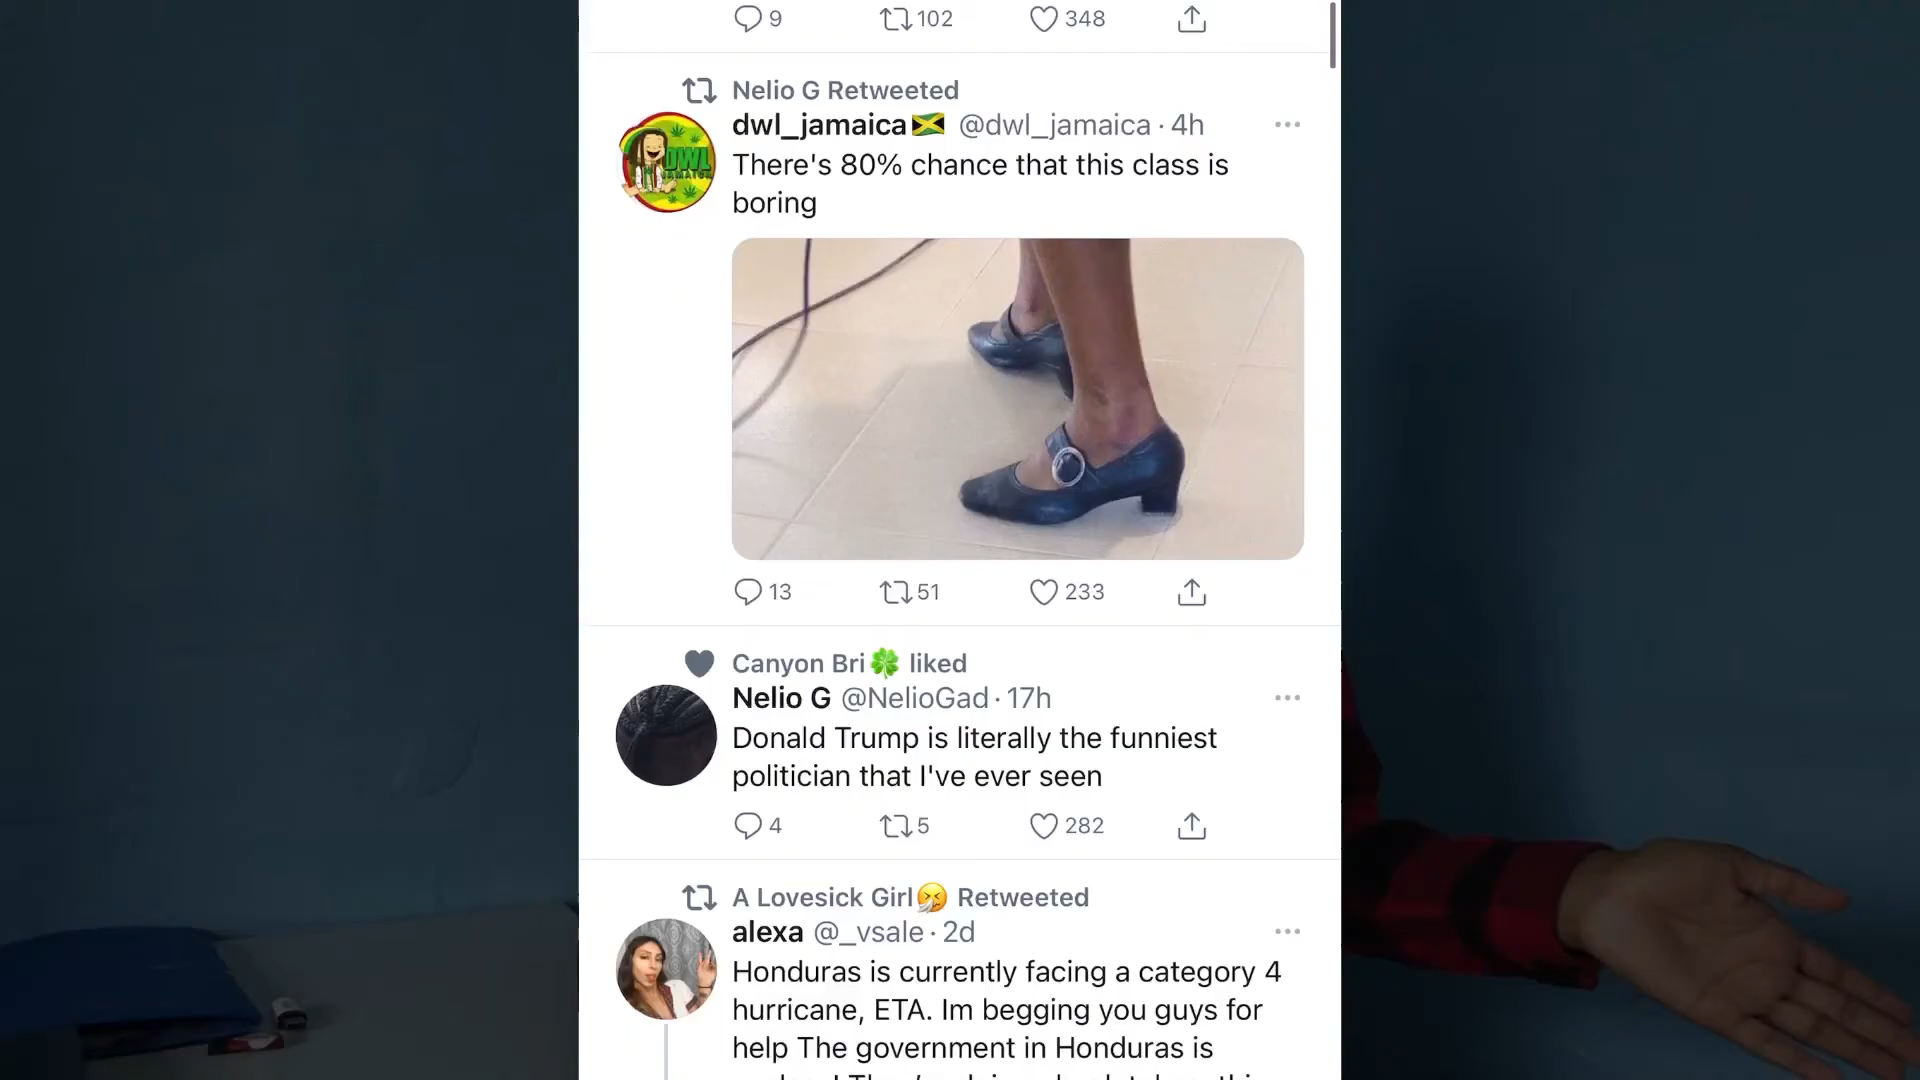 9 102 348
Nelio G Retweeted
dwl_jamaica🇯🇲 @dwl_jamaica · 4h
There's 80% chance that this class is
boring
DWL
JAMAICA
13 51 233
Canyon Bri🍀 liked
Nelio G @NelioGad · 17h
Donald Trump is literally the funniest
politician that I've ever seen
4 5 282
A Lovesick Girl🤧 Retweeted
alexa @_vsale · 2d
Honduras is currently facing a category 4
hurricane, ETA. Im begging you guys for
help The government in Honduras is